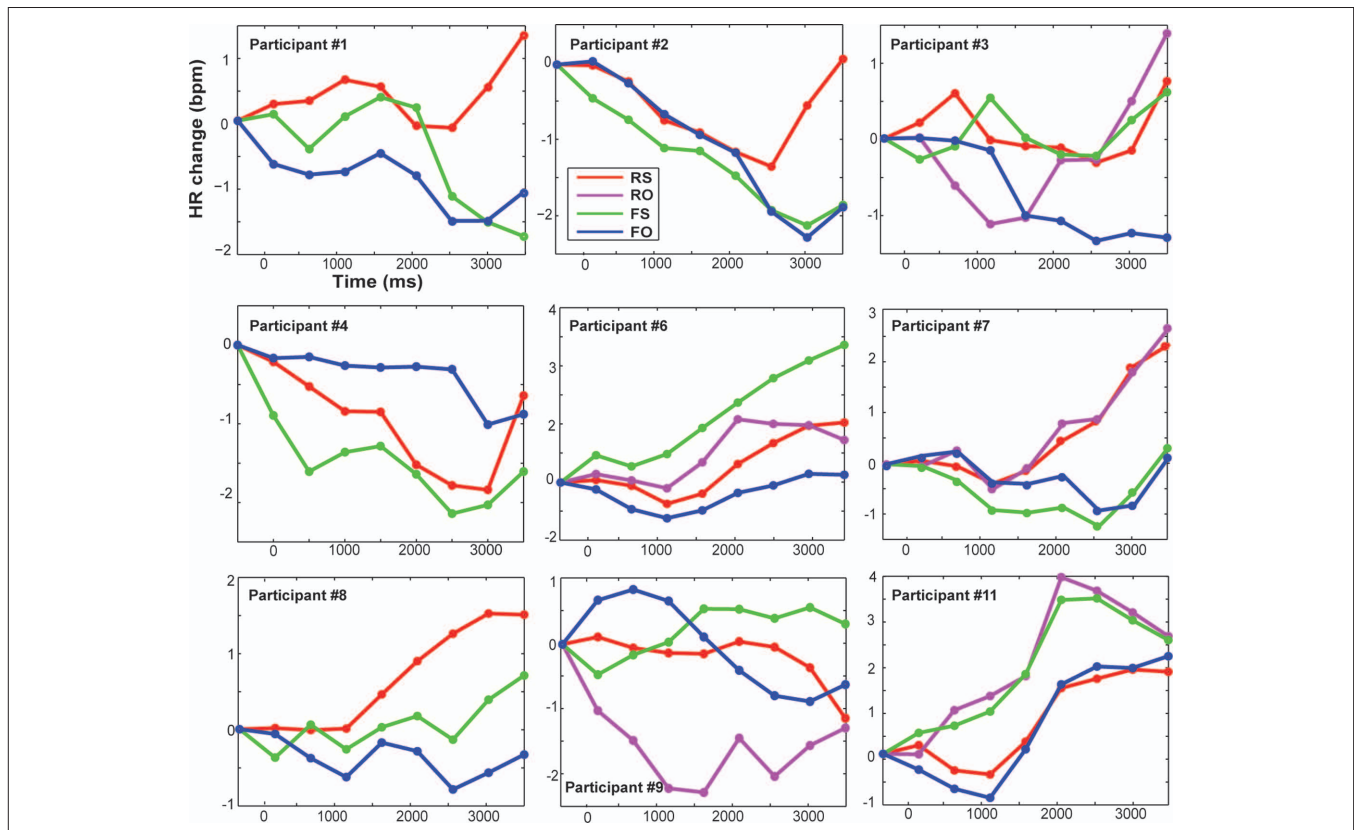 Participant #1
1
0
−1
−2
0 1000 2000 3000
HR change (bpm)
Time (ms)
Participant #2
0
-1
-2
0 1000 2000 3000
RS
RO
FS
FO
Participant #3
1
0
-1
0 1000 2000 3000
Participant #4
0
-1
-2
0 1000 2000 3000
Participant #6
4
2
0
-2
0 1000 2000 3000
Participant #7
3
2
1
0
-1
0 1000 2000 3000
Participant #8
2
1
0
-1
0 1000 2000 3000
Participant #9
1
0
-1
-2
0 1000 2000 3000
Participant #11
4
3
2
1
0
-1
0 1000 2000 3000